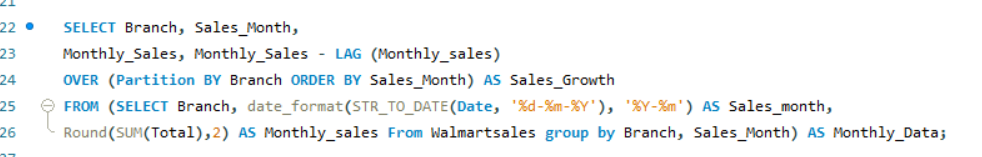 21
22 SELECT Branch, Sales_Month,
23 Monthly_Sales, Monthly_Sales - LAG (Monthly_sales)
24 OVER (Partition BY Branch ORDER BY Sales_Month) AS Sales_Growth
25 FROM (SELECT Branch, date_format(STR_TO_DATE(Date, '%d-%m-%Y'), '%Y-%m') AS Sales_month,
26 Round(SUM(Total),2) AS Monthly_sales From Walmartsales group by Branch, Sales_Month) AS Monthly_Data;
27